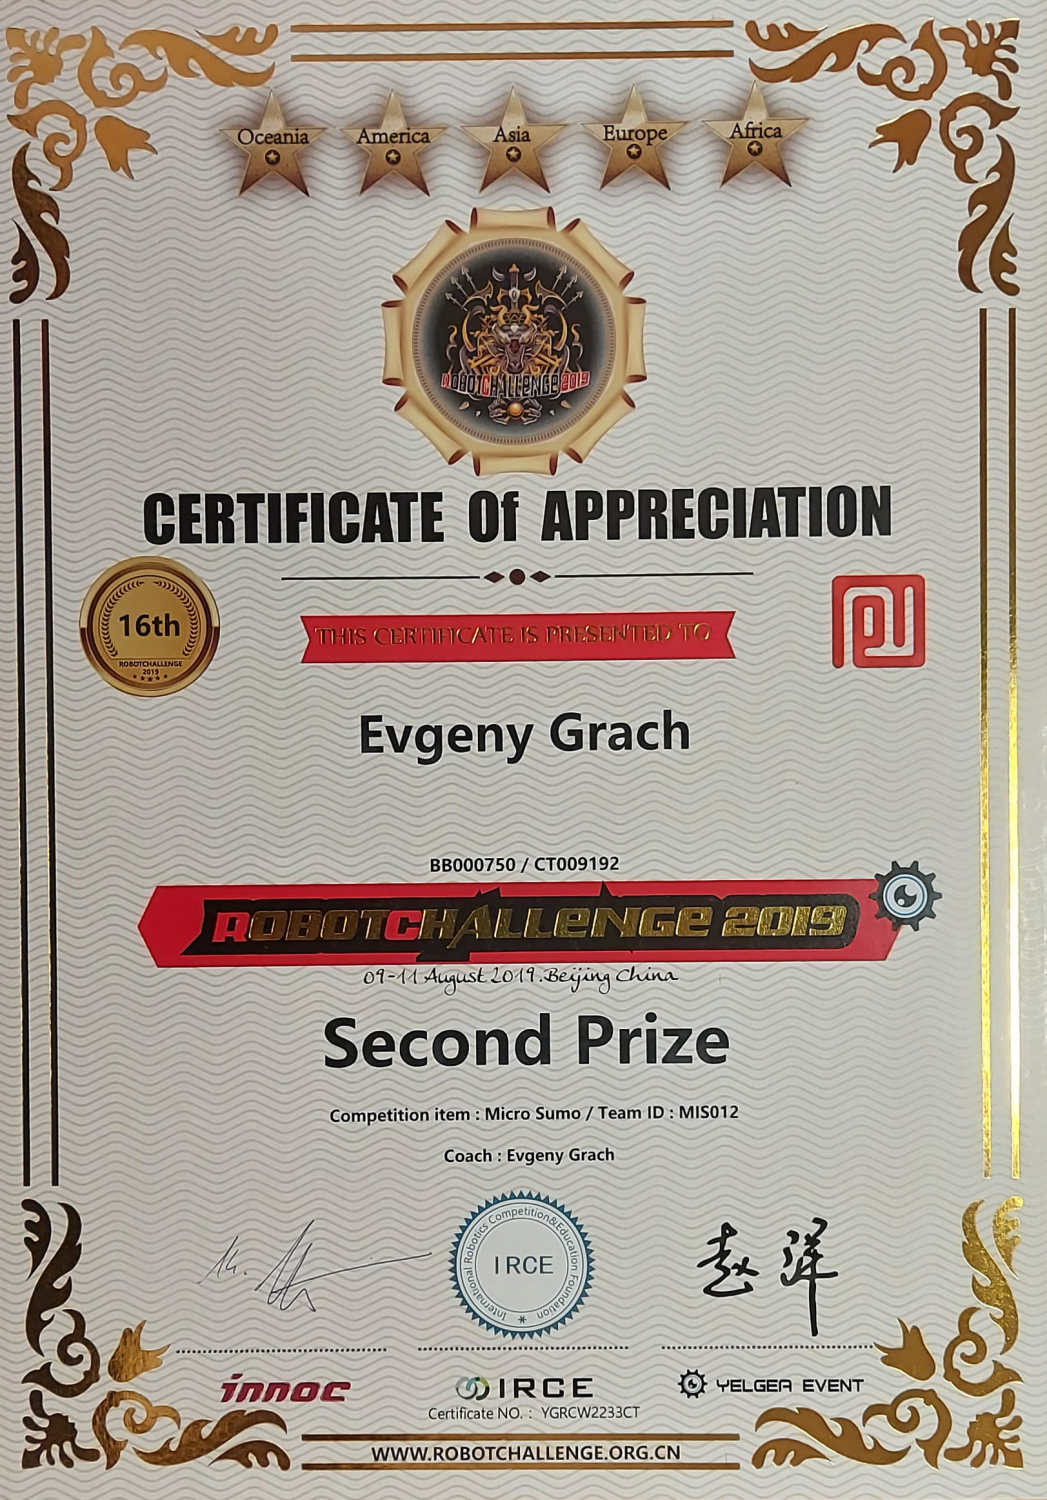 Oceania America Asia Europe Africa
ROBOTCHALLENGE 2019
CERTIFICATE Of APPRECIATION
16th
ROBOTCHALLENGE
2019
THIS CERTIFICATE IS PRESENTED TO
Evgeny Grach
BB000750 / CT009192
ROBOTCHALLENGE 2019
09-11 August 2019. Beijing China
Second Prize
Competition item : Micro Sumo / Team ID : MIS012
Coach : Evgeny Grach
International Robotics Competition&Education Foundation
IRCE
赵洋
innoc
IRCE
YELGEA EVENT
Certificate NO. : YGRCW2233CT
WWW.ROBOTCHALLENGE.ORG.CN